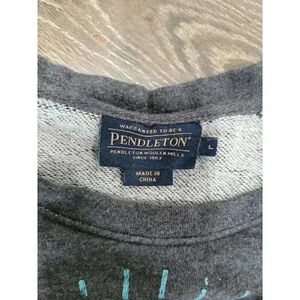 WARRANTED TO BE A
PENDLETON®
PENDLETON WOOLEN MILLS
SINCE 1863
L
MADE IN
CHINA